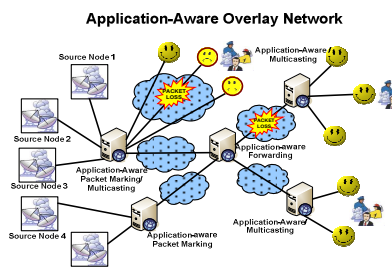 Application-Aware Overlay Network
Source Node 1
Application-Aware
Multicasting
PACKET
LOSS
PACKET
LOSS
Source Node 2
Application-Aware
Packet Marking/
Multicasting
Application-aware
Forwarding
Source Node 3
Source Node 4
Application-aware
Packet Marking
Application-Aware
Multicasting